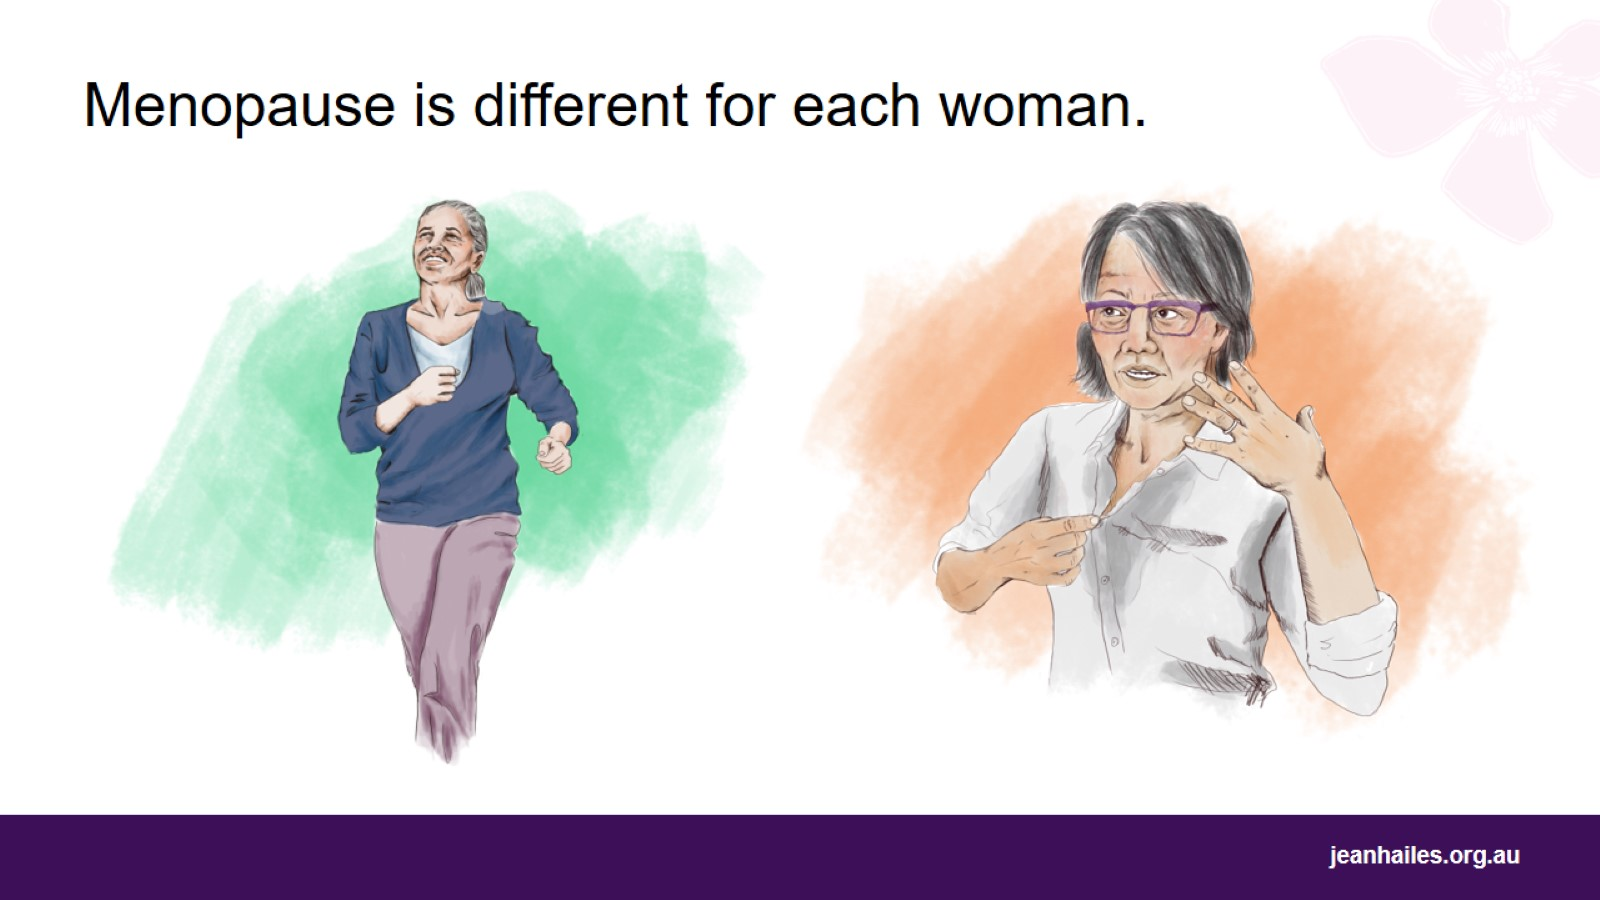 Menopause is different for each woman.
jeanhailes.org.au